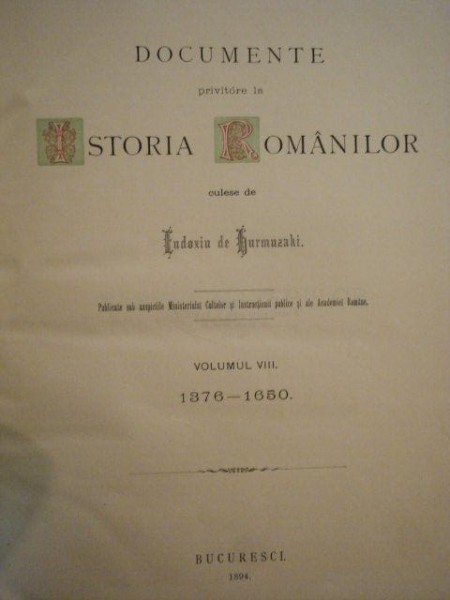 DOCUMENTE
privitóre la
ISTORIA ROMÂNILOR
culese de
Eudoxiu de Hurmuzaki.
Publicate sub auspiciile Ministeriului Cultelor și Instrucțiunii publice și ale Academiei Române.
VOLUMUL VIII.
1376—1650.
BUCURESCI.
1894.